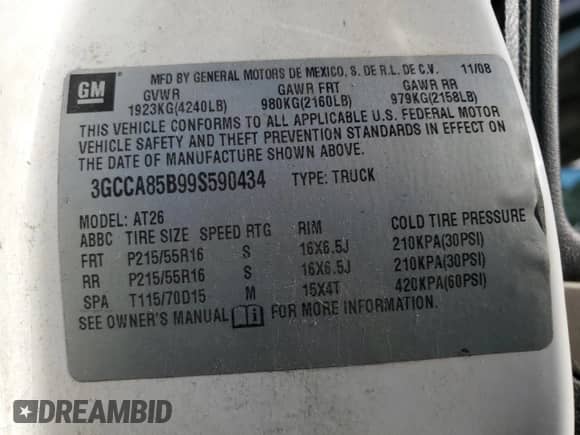 GM
MFD BY GENERAL MOTORS DE MEXICO, S. DE R.L. DE C.V. 11/08
GVWR GAWR FRT GAWR RR
1923KG(4240LB) 980KG(2160LB) 979KG(2158LB)
THIS VEHICLE CONFORMS TO ALL APPLICABLE U.S. FEDERAL MOTOR
VEHICLE SAFETY AND THEFT PREVENTION STANDARDS IN EFFECT ON
THE DATE OF MANUFACTURE SHOWN ABOVE.
3GCCA85B99S590434 TYPE: TRUCK
MODEL: AT26
ABBC TIRE SIZE SPEED RTG RIM COLD TIRE PRESSURE
FRT P215/55R16 S 16X6.5J 210KPA(30PSI)
RR P215/55R16 S 16X6.5J 210KPA(30PSI)
SPA T115/70D15 M 15X4T 420KPA(60PSI)
SEE OWNER'S MANUAL FOR MORE INFORMATION.
DREAMBID